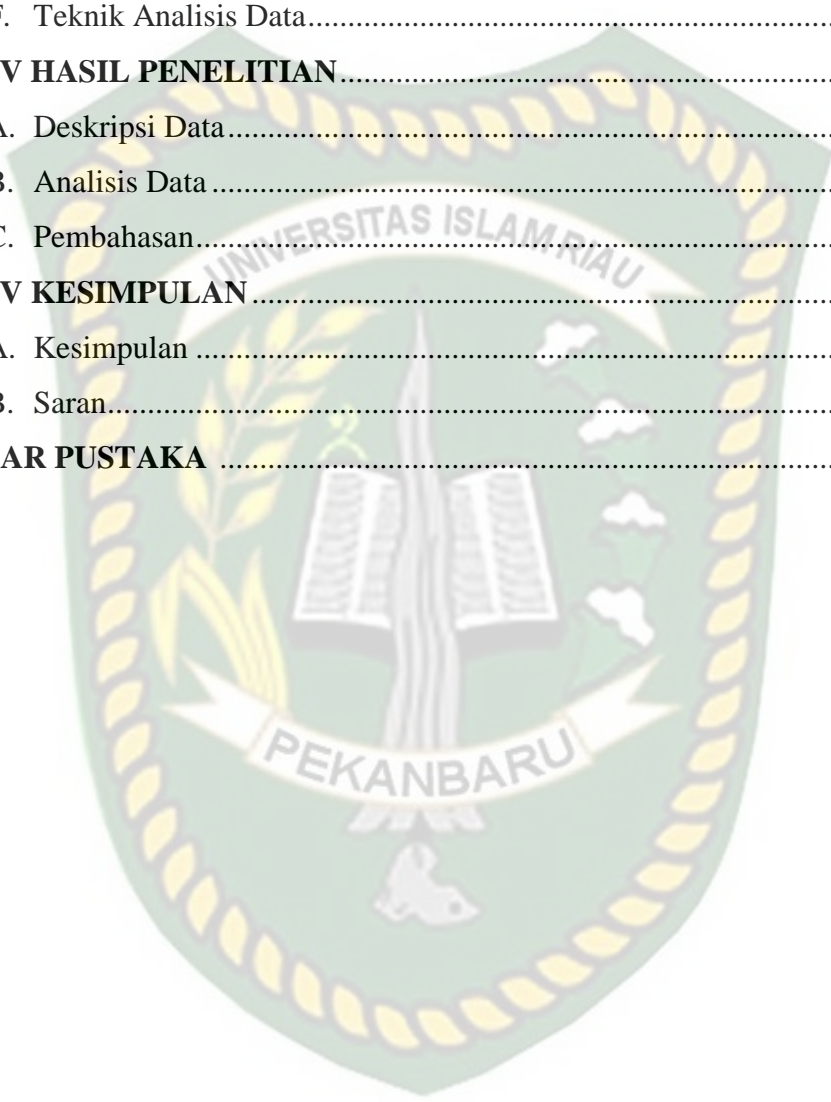 F. Teknik Analisis Data
V HASIL PENELITIAN
A. Deskripsi Data
B. Analisis Data
C. Pembahasan
UNIVERSITAS ISLAM RIAU
V KESIMPULAN
A. Kesimpulan
B. Saran
AR PUSTAKA
PEKANBARU